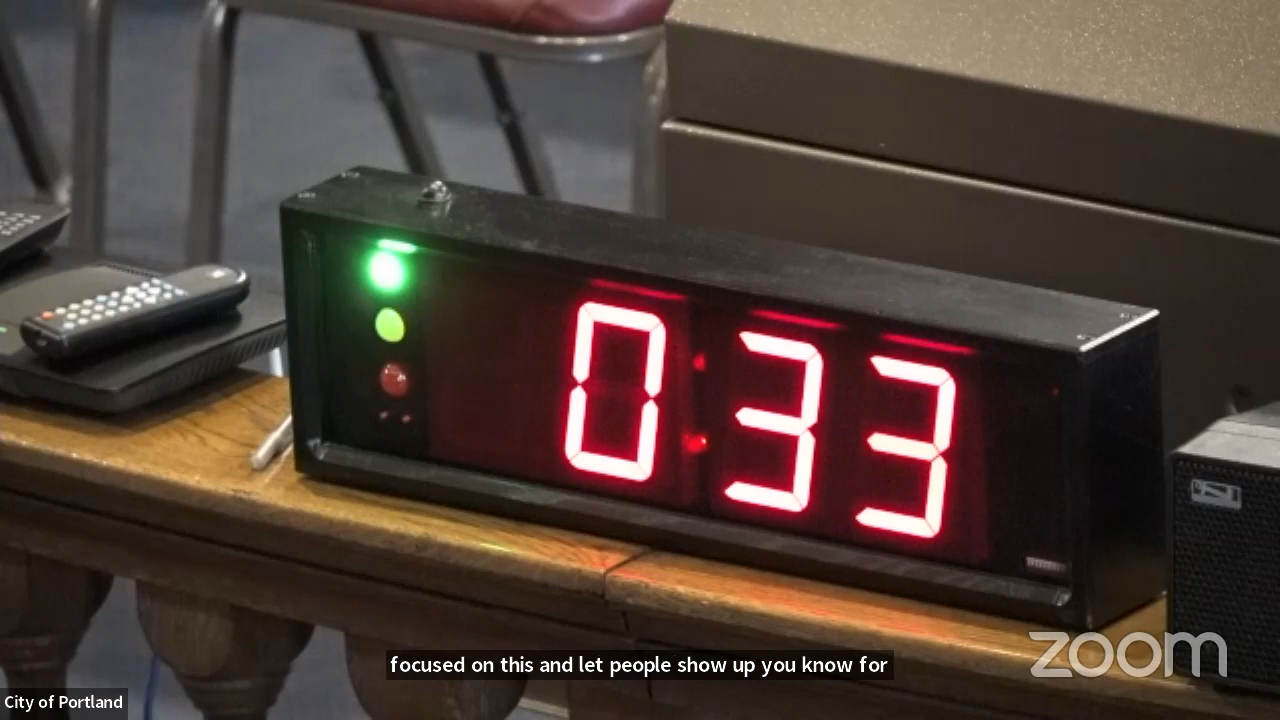 0:33
focused on this and let people show up you know for
zoom
City of Portland